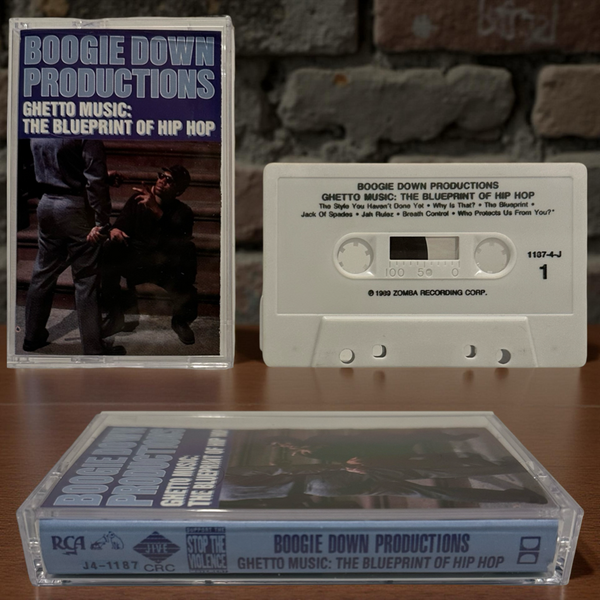 BOOGIE DOWN
PRODUCTIONS
GHETTO MUSIC:
THE BLUEPRINT OF HIP HOP
BOOGIE DOWN PRODUCTIONS
GHETTO MUSIC: THE BLUEPRINT OF HIP HOP
The Style You Haven't Done Yet • Why Is That? • The Blueprint •
Jack Of Spades • Jah Rulez • Breath Control • Who Protects Us From You?"
1187-4-J
1
100 50 0
℗ 1989 ZOMBA RECORDING CORP.
BOOGIE DOWN
PRODUCTIONS
GHETTO MUSIC:
THE BLUEPRINT OF HIP HOP
RCA
J4-1187
JIVE
CRC
SUPPORT THE
STOP THE
VIOLENCE
BOOGIE DOWN PRODUCTIONS
GHETTO MUSIC: THE BLUEPRINT OF HIP HOP